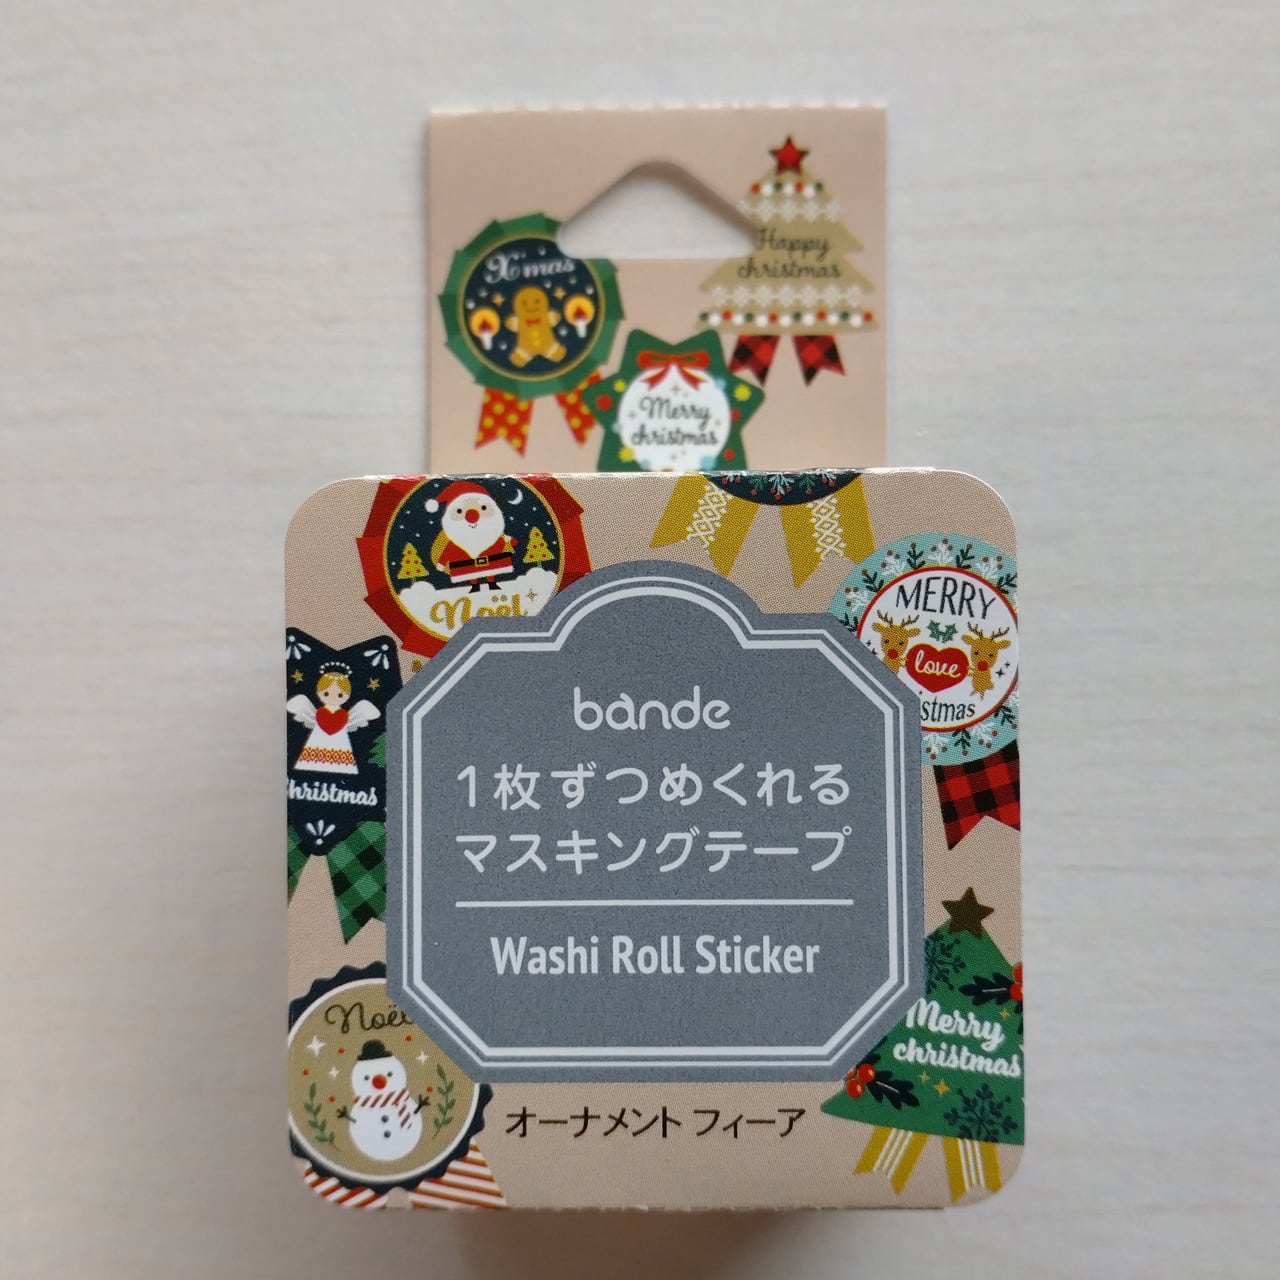 X'mas
Happy
christmas
Merry
christmas
Noël
MERRY
love
stmas
christmas
bande
1枚ずつめくれる
マスキングテープ
Washi Roll Sticker
Noë
Merry
christmas
オーナメント フィーア